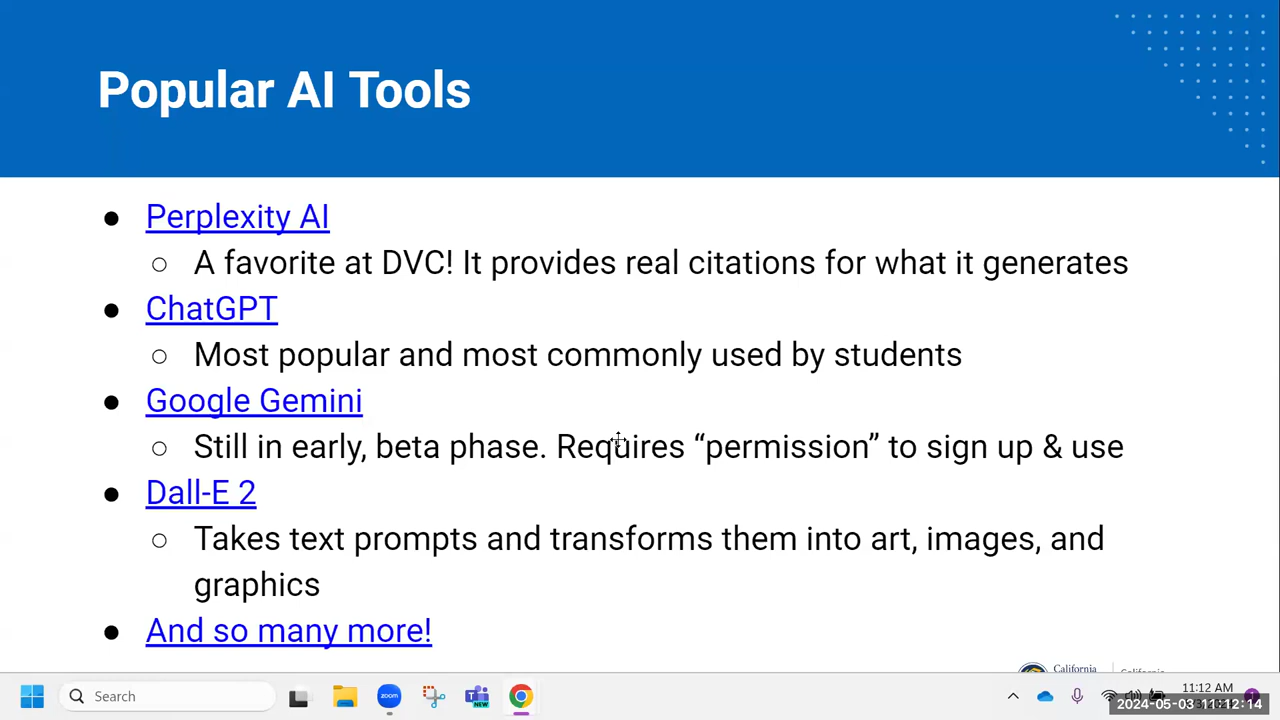 Popular AI Tools
● Perplexity AI
○ A favorite at DVC! It provides real citations for what it generates
● ChatGPT
○ Most popular and most commonly used by students
● Google Gemini
○ Still in early, beta phase. Requires “permission” to sign up & use
● Dall-E 2
○ Takes text prompts and transforms them into art, images, and
graphics
● And so many more!
California
Search
zoom
NEW
11:12 AM
2024-05-03 11:12:14